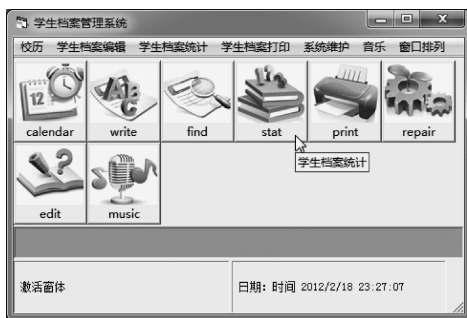 学生档案管理系统
校历 学生档案编辑 学生档案统计 学生档案打印 系统维护 音乐 窗口排列
12
calendar write find stat print repair
学生档案统计
edit music
激活窗体 日期: 时间 2012/2/18 23:27:07